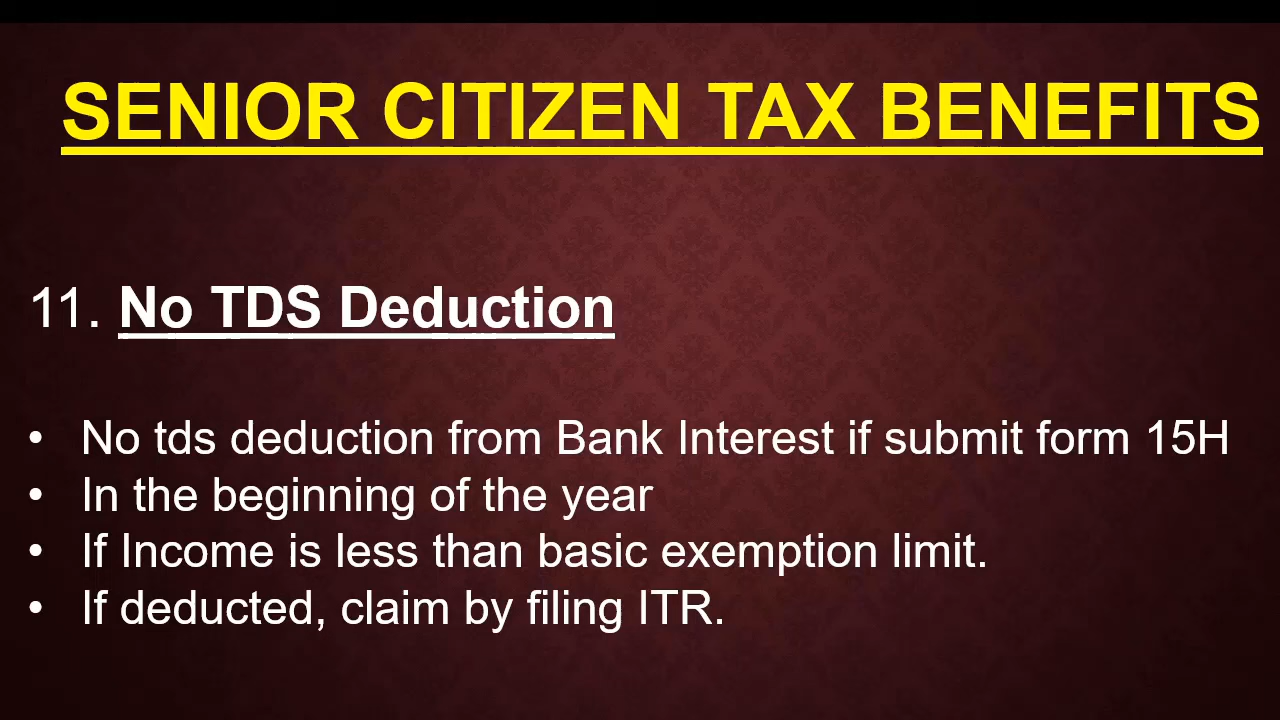 SENIOR CITIZEN TAX BENEFITS
11. No TDS Deduction
• No tds deduction from Bank Interest if submit form 15H
• In the beginning of the year
• If Income is less than basic exemption limit.
• If deducted, claim by filing ITR.